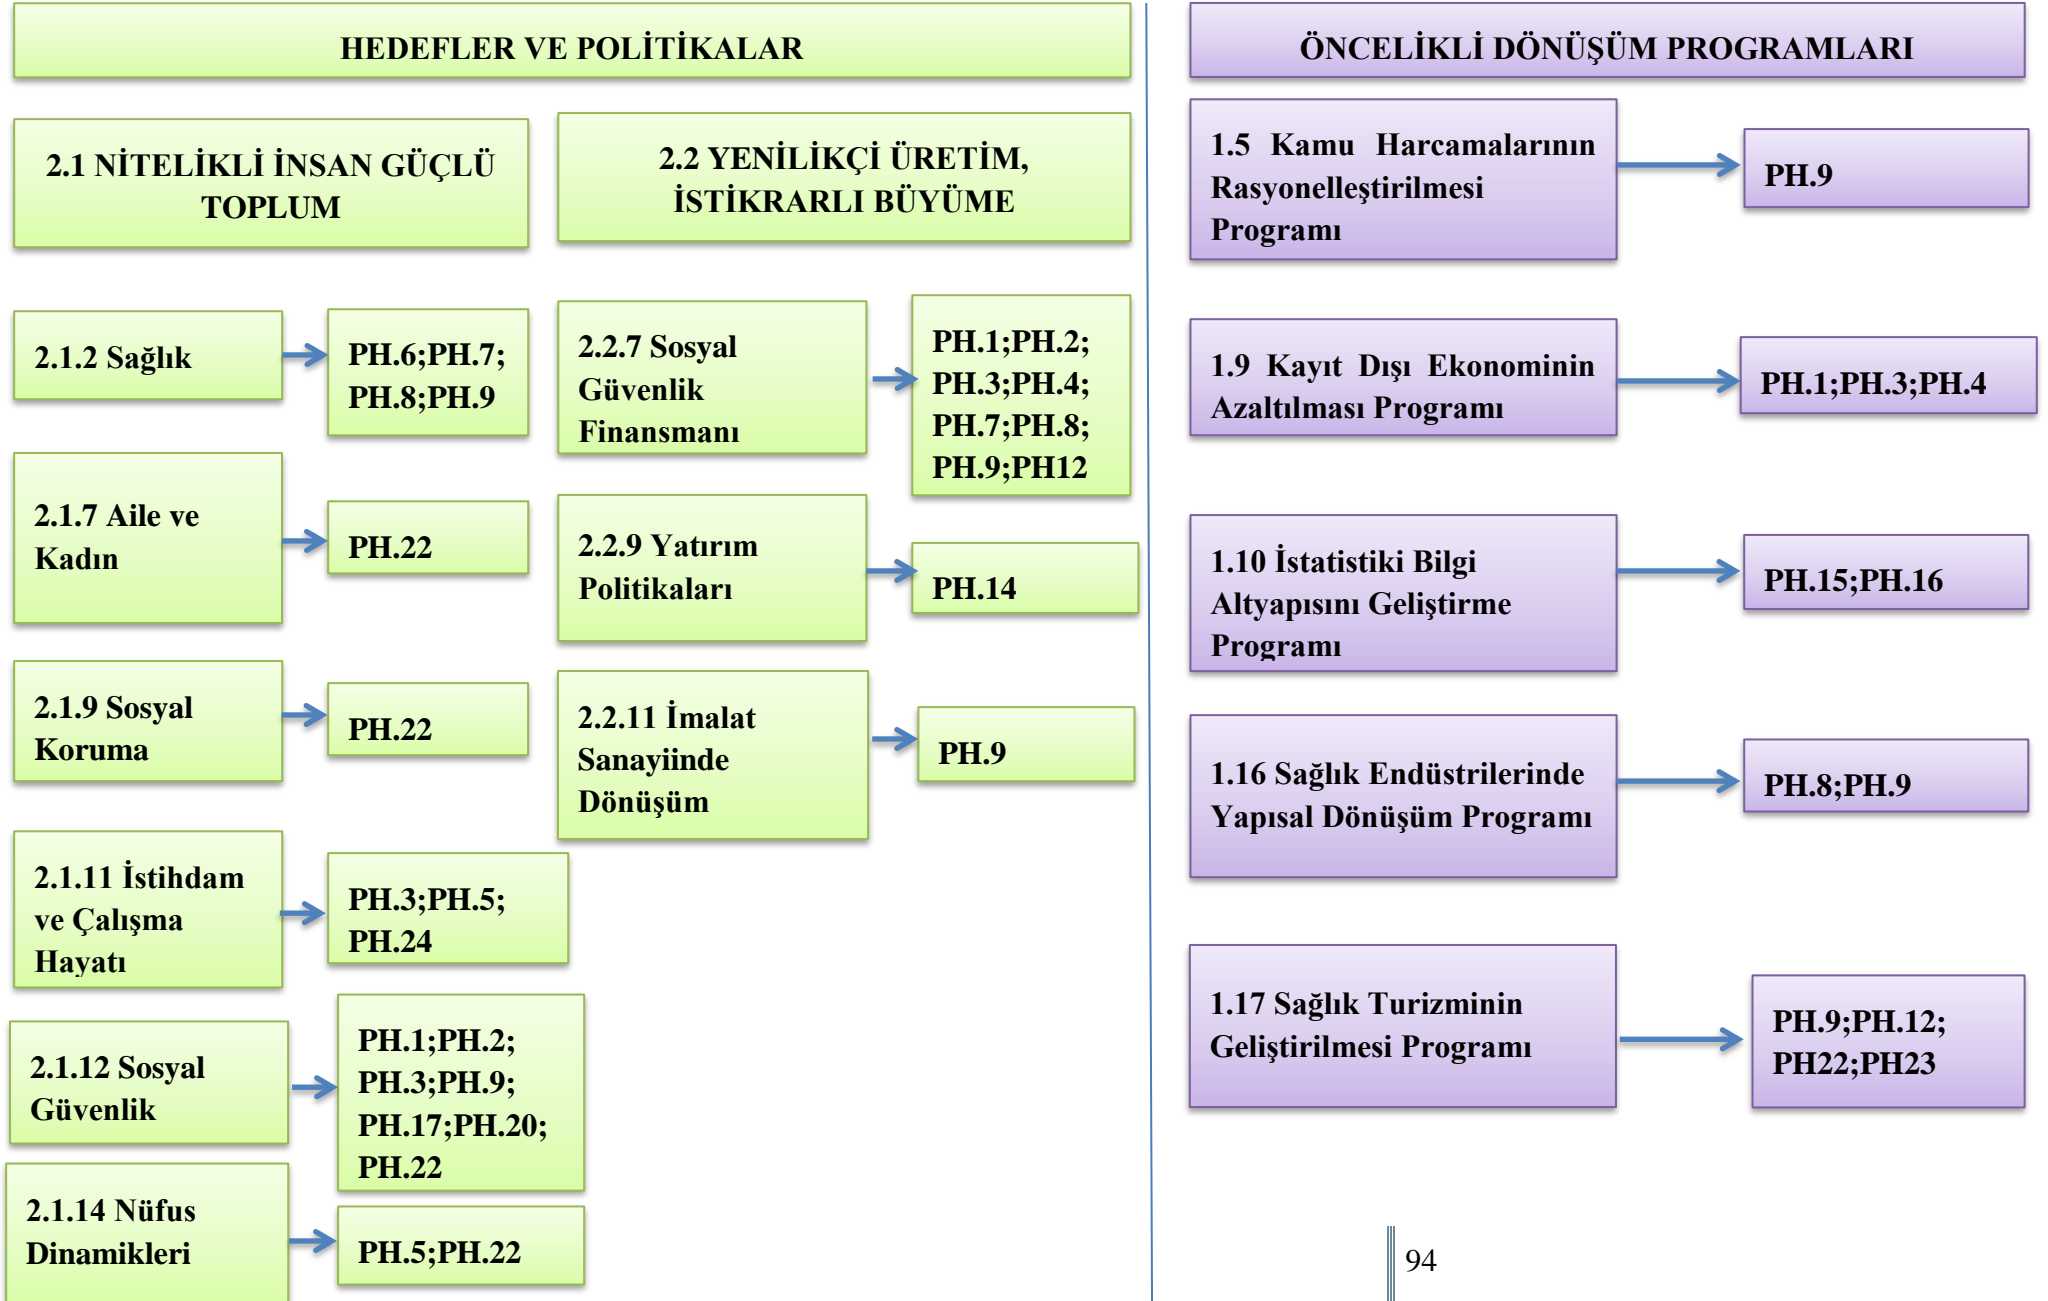 HEDEFLER VE POLİTİKALAR
2.1 NİTELİKLİ İNSAN GÜÇLÜ
TOPLUM
2.2 YENİLİKÇİ ÜRETİM,
İSTİKRARLI BÜYÜME
2.1.2 Sağlık
PH.6;PH.7;
PH.8;PH.9
2.1.7 Aile ve
Kadın
PH.22
2.1.9 Sosyal
Koruma
PH.22
2.1.11 İstihdam
ve Çalışma
Hayatı
PH.3;PH.5;
PH.24
2.1.12 Sosyal
Güvenlik
PH.1;PH.2;
PH.3;PH.9;
PH.17;PH.20;
PH.22
2.1.14 Nüfus
Dinamikleri
PH.5;PH.22
2.2.7 Sosyal
Güvenlik
Finansmanı
PH.1;PH.2;
PH.3;PH.4;
PH.7;PH.8;
PH.9;PH12
2.2.9 Yatırım
Politikaları
PH.14
2.2.11 İmalat
Sanayiinde
Dönüşüm
PH.9
ÖNCELİKLİ DÖNÜŞÜM PROGRAMLARI
1.5 Kamu Harcamalarının
Rasyonelleştirilmesi
Programı
PH.9
1.9 Kayıt Dışı Ekonominin
Azaltılması Programı
PH.1;PH.3;PH.4
1.10 İstatistiki Bilgi
Altyapısını Geliştirme
Programı
PH.15;PH.16
1.16 Sağlık Endüstrilerinde
Yapısal Dönüşüm Programı
PH.8;PH.9
1.17 Sağlık Turizminin
Geliştirilmesi Programı
PH.9;PH.12;
PH22;PH23
94